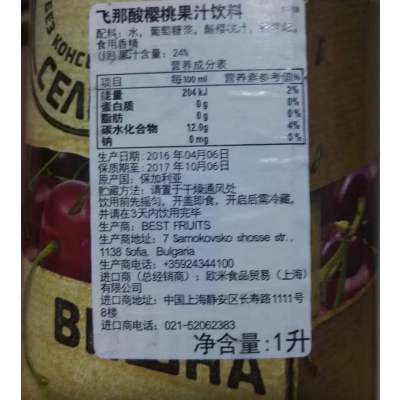 БЕЗ КОНСЕ
СЕЛ
飞那酸樱桃果汁饮料
配料：水，葡萄糖浆，酸樱桃汁，
食用香精
果汁含量：24%
营养成分表
项目 每100 ml 营养素参考值%
能量 204 kJ 2%
蛋白质 0 g 0%
脂肪 0 g 0%
碳水化合物 12.0g 4%
钠 0 mg 0%
生产日期：2016 年04月06日
保质期至：2017 年10月06日
原产国：保加利亚
贮藏方法：请置于干燥通风处
饮用前先摇匀，开盖即食，开启后需冷藏，
并请在3天内饮用完毕
生产商：BEST FRUITS
生产商地址：7 Samokovsko shosse str.,
1138 Sofia, Bulgaria
生产商电话：+35924344100
进口商（总经销商）：欧米食品贸易（上海）
有限公司
进口商地址：中国上海静安区长寿路1111号
8楼
进口商电话：021-52062383
净含量：1升